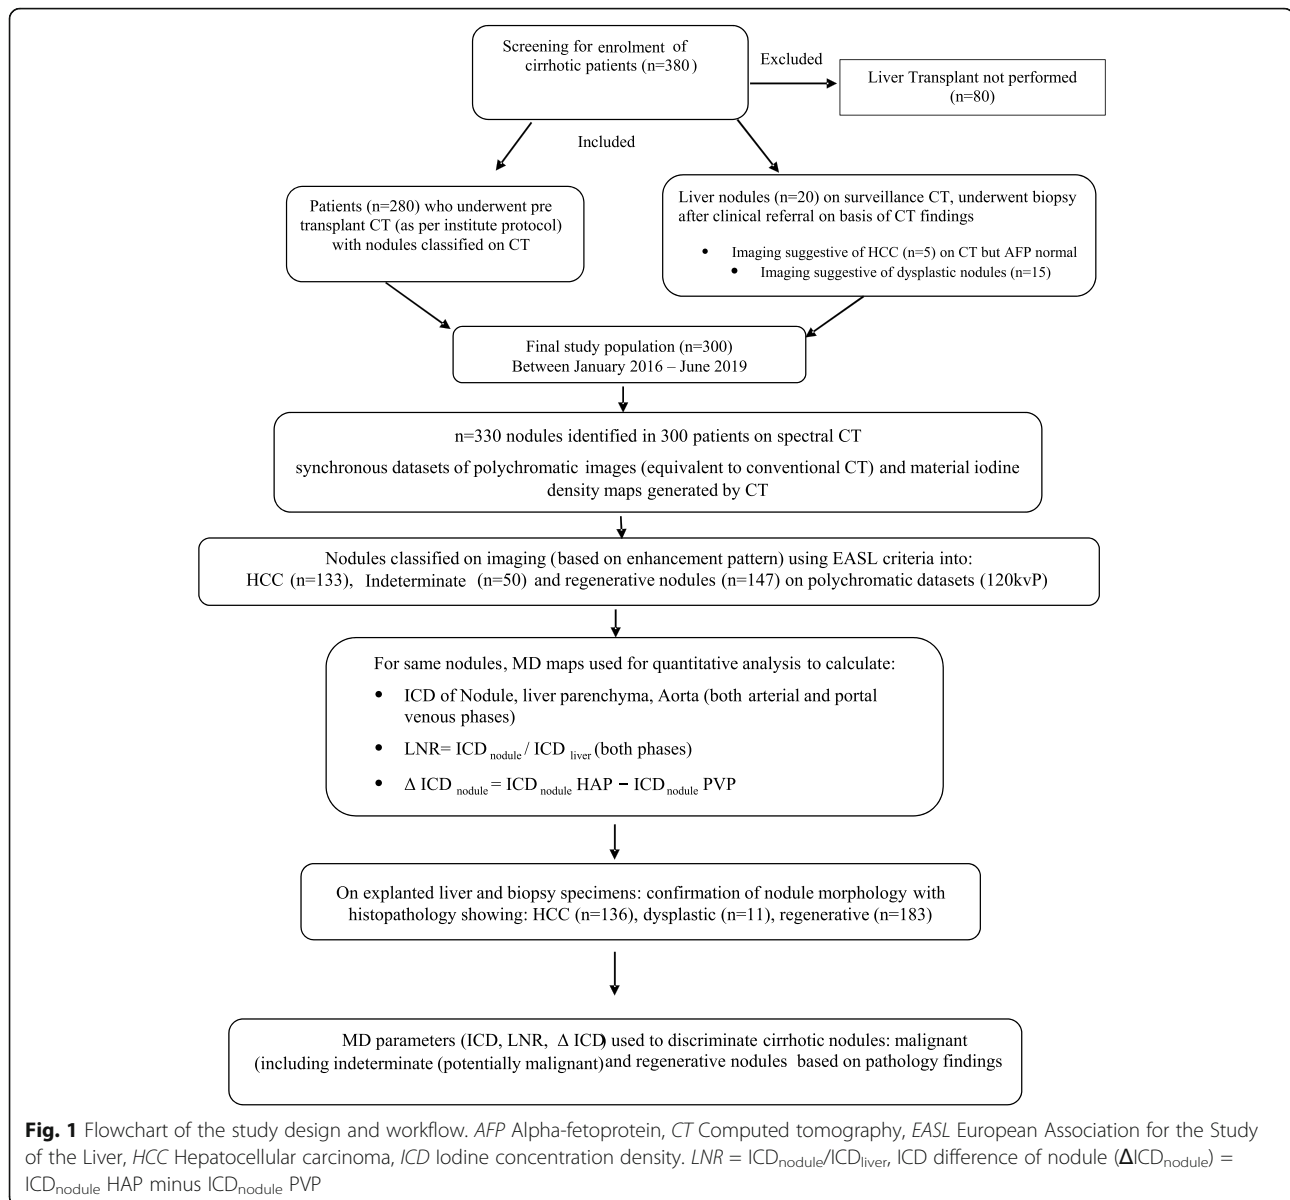 Screening for enrolment of
cirrhotic patients (n=380)
Excluded
Liver Transplant not performed
(n=80)
Included
Patients (n=280) who underwent pre
transplant CT (as per institute protocol)
with nodules classified on CT
Liver nodules (n=20) on surveillance CT, underwent biopsy
after clinical referral on basis of CT findings
• Imaging suggestive of HCC (n=5) on CT but AFP normal
• Imaging suggestive of dysplastic nodules (n=15)
Final study population (n=300)
Between January 2016 – June 2019
n=330 nodules identified in 300 patients on spectral CT
synchronous datasets of polychromatic images (equivalent to conventional CT) and material iodine
density maps generated by CT
Nodules classified on imaging (based on enhancement pattern) using EASL criteria into:
HCC (n=133), Indeterminate (n=50) and regenerative nodules (n=147) on polychromatic datasets (120kvP)
For same nodules, MD maps used for quantitative analysis to calculate:
• ICD of Nodule, liver parenchyma, Aorta (both arterial and portal
venous phases)
• LNR= ICD nodule / ICD liver (both phases)
• Δ ICD nodule = ICD nodule HAP − ICD nodule PVP
On explanted liver and biopsy specimens: confirmation of nodule morphology with
histopathology showing: HCC (n=136), dysplastic (n=11), regenerative (n=183)
MD parameters (ICD, LNR, Δ ICD) used to discriminate cirrhotic nodules: malignant
(including indeterminate (potentially malignant) and regenerative nodules based on pathology findings
Fig. 1 Flowchart of the study design and workflow. AFP Alpha-fetoprotein, CT Computed tomography, EASL European Association for the Study
of the Liver, HCC Hepatocellular carcinoma, ICD Iodine concentration density. LNR = ICDnodule/ICDliver, ICD difference of nodule (ΔICDnodule) =
ICDnodule HAP minus ICDnodule PVP